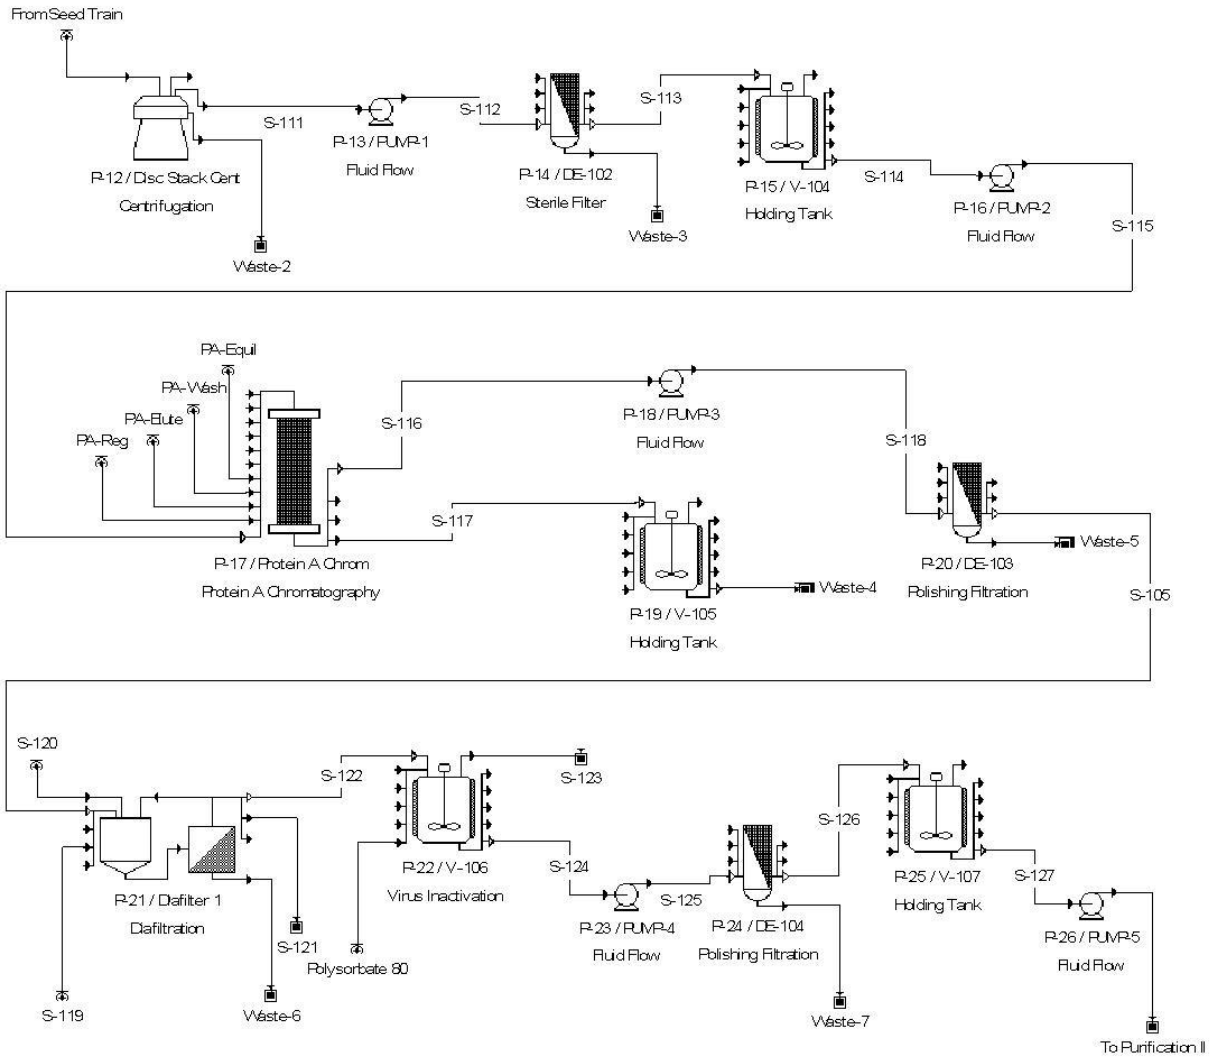 From Seed Train
S-111
P-12 / Disc Stack Cent
Centrifugation
Waste-2
P-13 / PUMP-1
Fluid Flow
S-112
P-14 / DE-102
Sterile Filter
Waste-3
S-113
P-15 / V-104
Holding Tank
S-114
P-16 / PUMP-2
Fluid Flow
S-115
PA-Equil
PA-Wash
PA-Elute
PA-Reg
P-17 / Protein A Chrom
Protein A Chromatography
S-116
S-117
P-18 / PUMP-3
Fluid Flow
P-19 / V-105
Holding Tank
Waste-4
S-118
P-20 / DE-103
Polishing Filtration
Waste-5
S-105
S-120
S-119
P-21 / Diafilter 1
Diafiltration
S-121
Waste-6
S-122
P-22 / V-106
Virus Inactivation
Polysorbate 80
S-123
S-124
P-23 / PUMP-4
Fluid Flow
S-125
P-24 / DE-104
Polishing Filtration
Waste-7
S-126
P-25 / V-107
Holding Tank
S-127
P-26 / PUMP-5
Fluid Flow
To Purification II